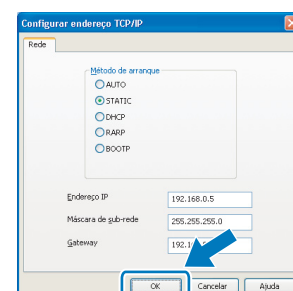 Configurar endereço TCP/IP
Rede
Método de arranque
AUTO
STATIC
DHCP
RARP
BOOTP
Endereço IP
192.168.0.5
Máscara de sub-rede
255.255.255.0
Gateway
OK
Cancelar
Ajuda